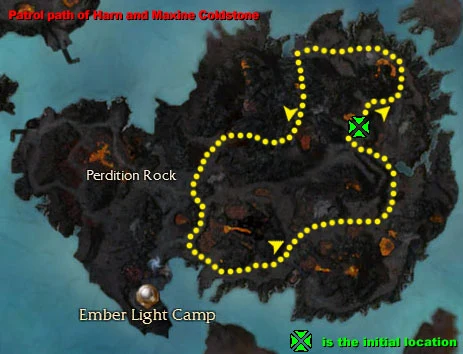 Patrol path of Harn and Maxine Coldstone
Perdition Rock
Ember Light Camp
is the initial location